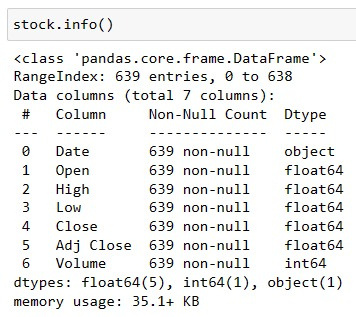 stock.info()
<class 'pandas.core.frame.DataFrame'>
RangeIndex: 639 entries, 0 to 638
Data columns (total 7 columns):
 #   Column     Non-Null Count  Dtype
---  ------     --------------  -----
 0   Date       639 non-null    object
 1   Open       639 non-null    float64
 2   High       639 non-null    float64
 3   Low        639 non-null    float64
 4   Close      639 non-null    float64
 5   Adj Close  639 non-null    float64
 6   Volume     639 non-null    int64
dtypes: float64(5), int64(1), object(1)
memory usage: 35.1+ KB